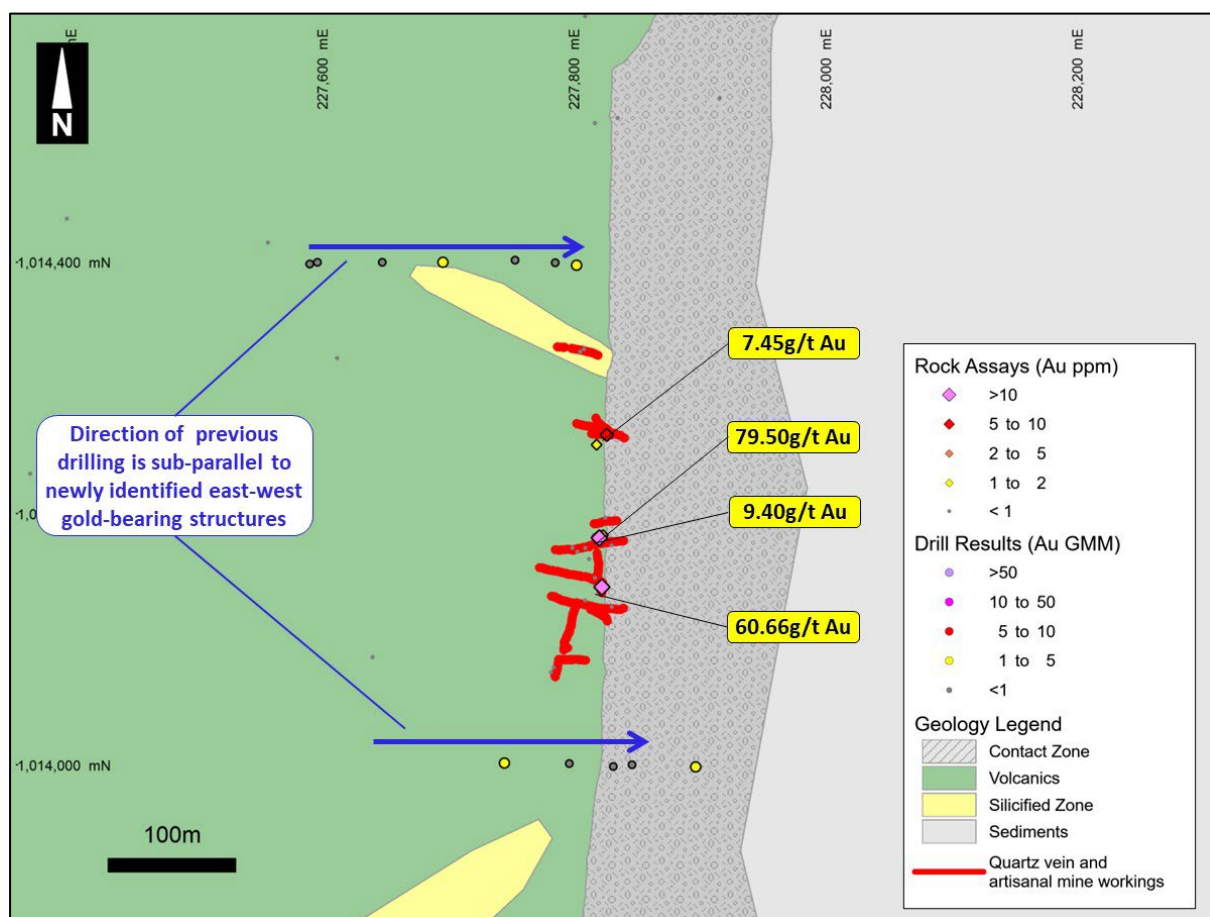 mE
227,600 mE
227,800 mE
228,000 mE
228,200 mE
N
1,014,400 mN
7.45g/t Au
79.50g/t Au
9.40g/t Au
60.66g/t Au
Direction of previous
drilling is sub-parallel to
newly identified east-west
gold-bearing structures
1,014,000 mN
100m
Rock Assays (Au ppm)
>10
5 to 10
2 to 5
1 to 2
< 1
Drill Results (Au GMM)
>50
10 to 50
5 to 10
1 to 5
<1
Geology Legend
Contact Zone
Volcanics
Silicified Zone
Sediments
Quartz vein and
artisanal mine workings